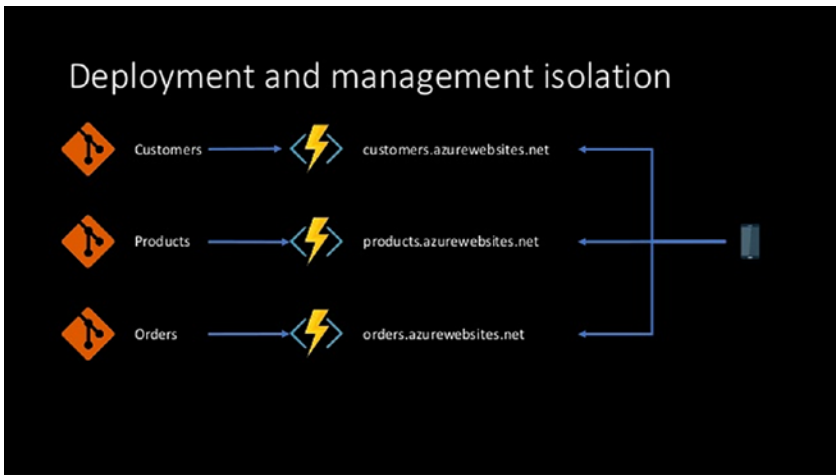 Deployment and management isolation
Customers
customers.azurewebsites.net
Products
products.azurewebsites.net
Orders
orders.azurewebsites.net